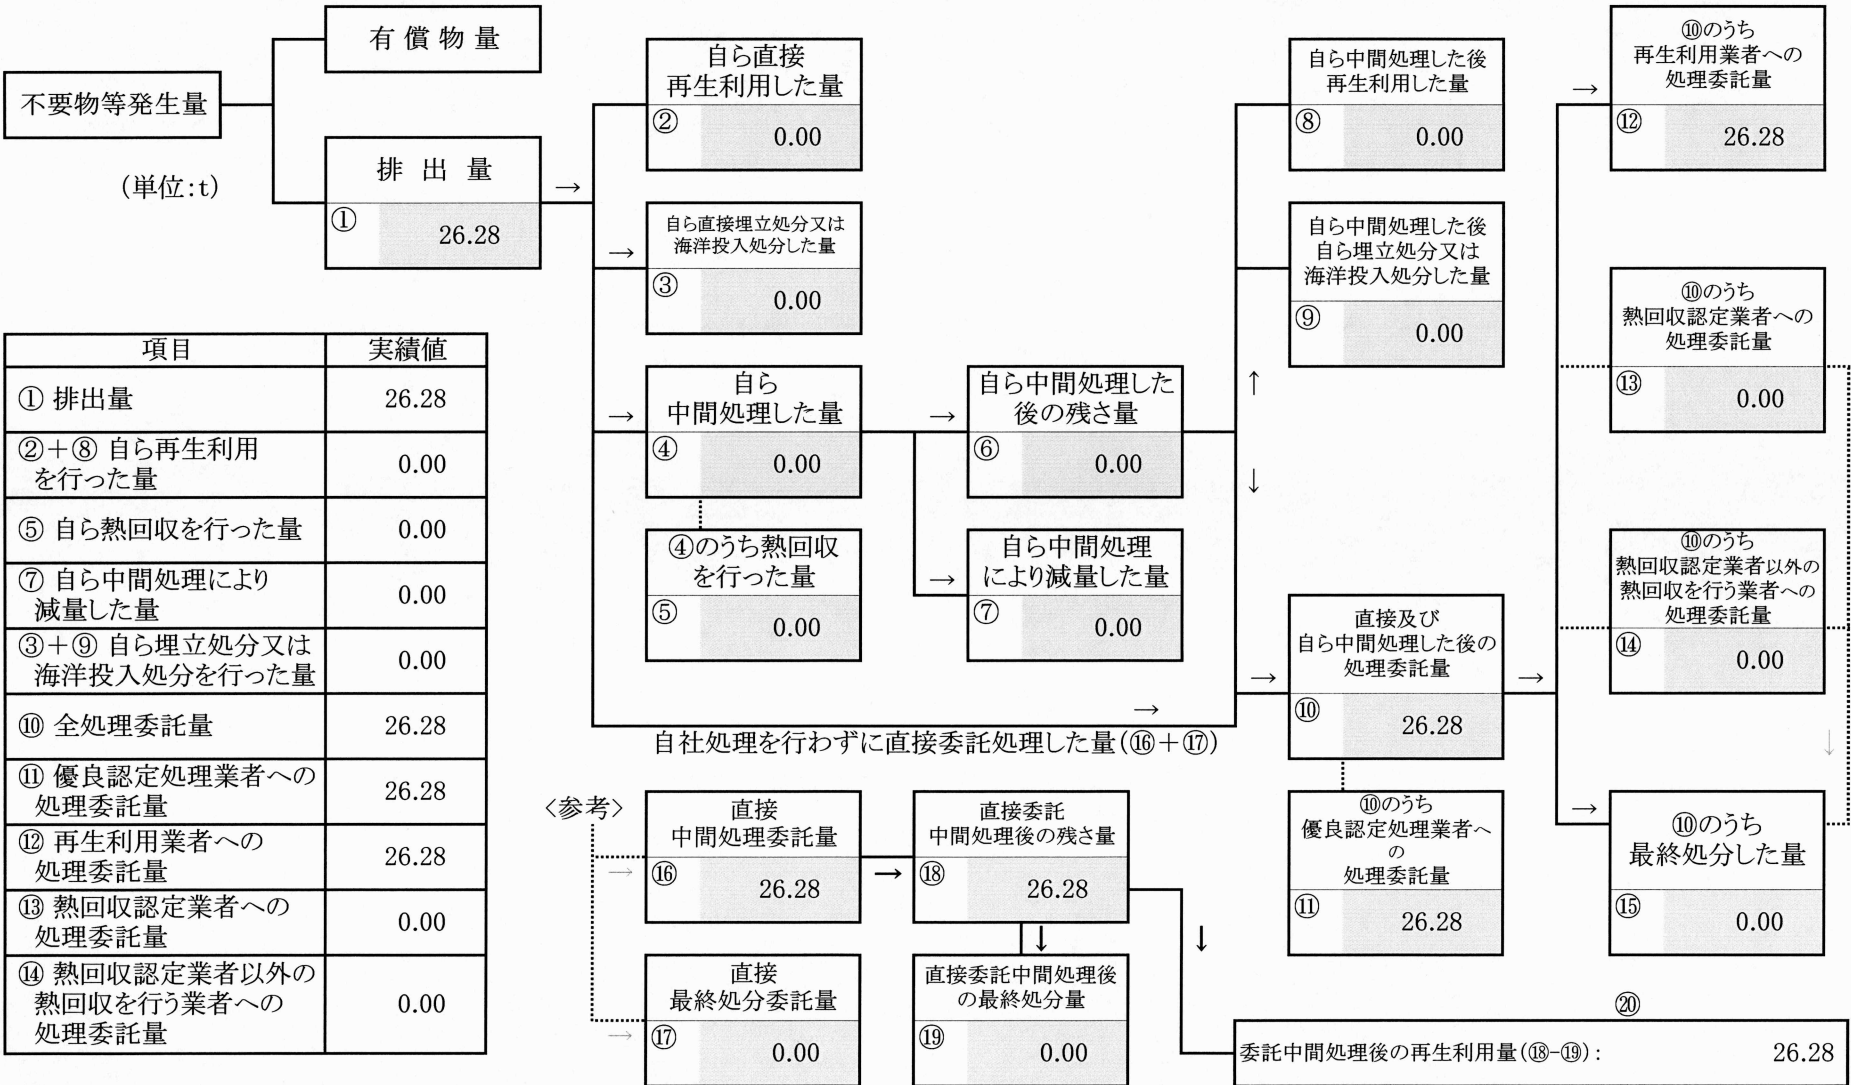 不要物等発生量
(単位:t)
有償物量
排出量
①
26.28
→
自ら直接
再生利用した量
②
0.00
→
自ら直接埋立処分又は
海洋投入処分した量
③
0.00
→
自ら
中間処理した量
④
0.00
④のうち熱回収
を行った量
⑤
0.00
→
自ら中間処理した
後の残さ量
⑥
0.00
→
自ら中間処理
により減量した量
⑦
0.00
↑
↓
自ら中間処理した後
再生利用した量
⑧
0.00
自ら中間処理した後
自ら埋立処分又は
海洋投入処分した量
⑨
0.00
→
自社処理を行わずに直接委託処理した量(⑯+⑰)
→
直接及び
自ら中間処理した後の
処理委託量
⑩
26.28
→
⑩のうち
優良認定処理業者へ
の
処理委託量
⑪
26.28
→
⑩のうち
再生利用業者への
処理委託量
⑫
26.28
⑩のうち
熱回収認定業者への
処理委託量
⑬
0.00
⑩のうち
熱回収認定業者以外の
熱回収を行う業者への
処理委託量
⑭
0.00
↓
→
⑩のうち
最終処分した量
⑮
0.00
項目 実績値
① 排出量 26.28
②+⑧ 自ら再生利用
を行った量 0.00
⑤ 自ら熱回収を行った量 0.00
⑦ 自ら中間処理により
減量した量 0.00
③+⑨ 自ら埋立処分又は
海洋投入処分を行った量 0.00
⑩ 全処理委託量 26.28
⑪ 優良認定処理業者への
処理委託量 26.28
⑫ 再生利用業者への
処理委託量 26.28
⑬ 熱回収認定業者への
処理委託量 0.00
⑭ 熱回収認定業者以外の
熱回収を行う業者への
処理委託量 0.00
〈参考〉
→
直接
中間処理委託量
⑯
26.28
→
直接委託
中間処理後の残さ量
⑱
26.28
↓
↓
→
直接
最終処分委託量
⑰
0.00
直接委託中間処理後
の最終処分量
⑲
0.00
⑳
委託中間処理後の再生利用量(⑱-⑲): 26.28